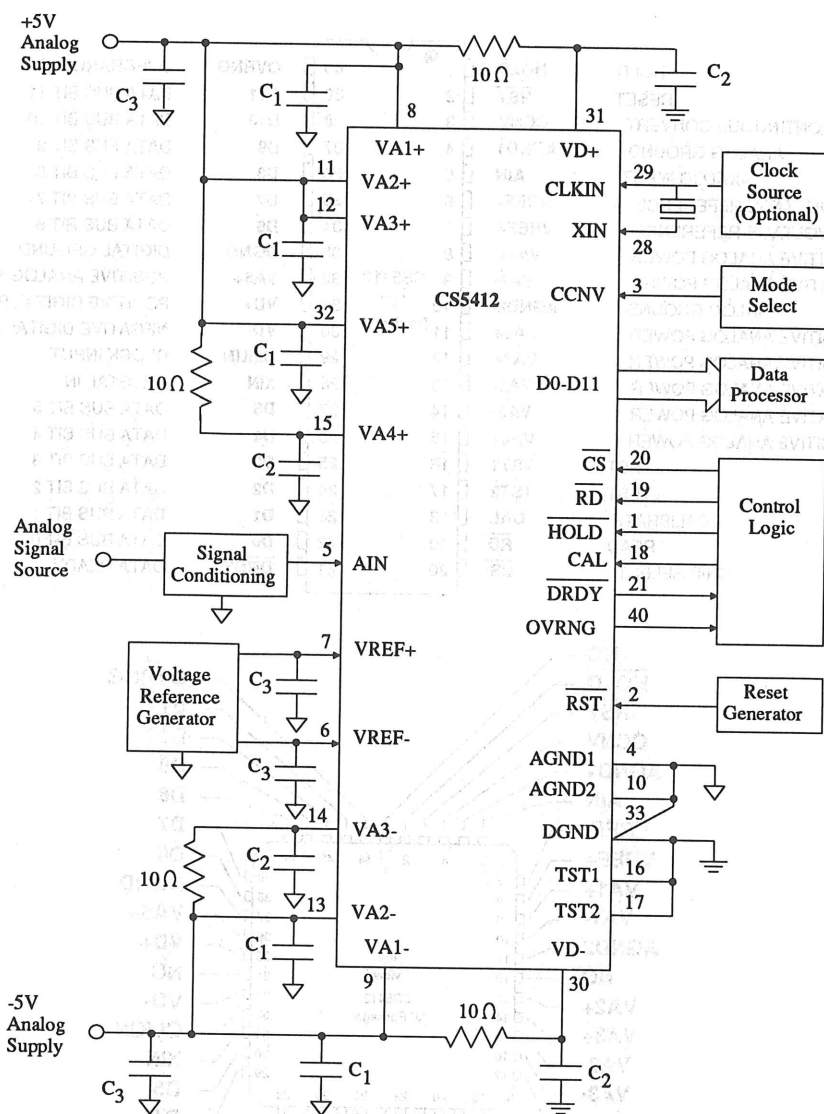 +5V
Analog
Supply
C3
C1
8
10Ω
C2
31
VA1+
VD+
11
VA2+
12
VA3+
C1
29
CLKIN
XIN
28
Clock
Source
(Optional)
CS5412
3
CCNV
Mode
Select
32
VA5+
C1
10Ω
D0-D11
Data
Processor
15
VA4+
C2
CS
20
RD
19
HOLD
1
CAL
18
DRDY
21
OVRNG
40
Control
Logic
Analog
Signal
Source
Signal
Conditioning
5
AIN
7
VREF+
Voltage
Reference
Generator
C3
6
VREF-
C3
RST
2
Reset
Generator
AGND1
4
AGND2
10
33
DGND
TST1
16
TST2
17
14
VA3-
10Ω
C2
13
VA2-
C1
VA1-
9
VD-
30
-5V
Analog
Supply
C3
C1
10Ω
C2